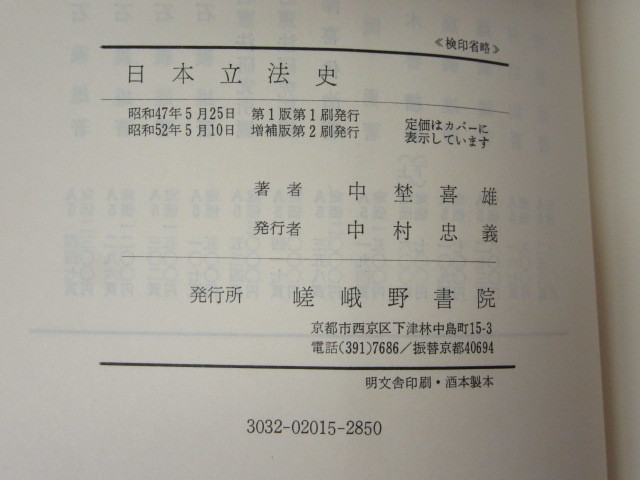 《検印省略》
日本立法史
昭和47年5月25日 第1版第1刷発行
昭和52年5月10日 増補版第2刷発行
定価はカバーに
表示しています
著者 中埜喜雄
発行者 中村忠義
発行所 嵯峨野書院
京都市西京区下津林中島町15-3
電話(391)7686/振替京都40694
明文舎印刷・酒本製本
3032-02015-2850